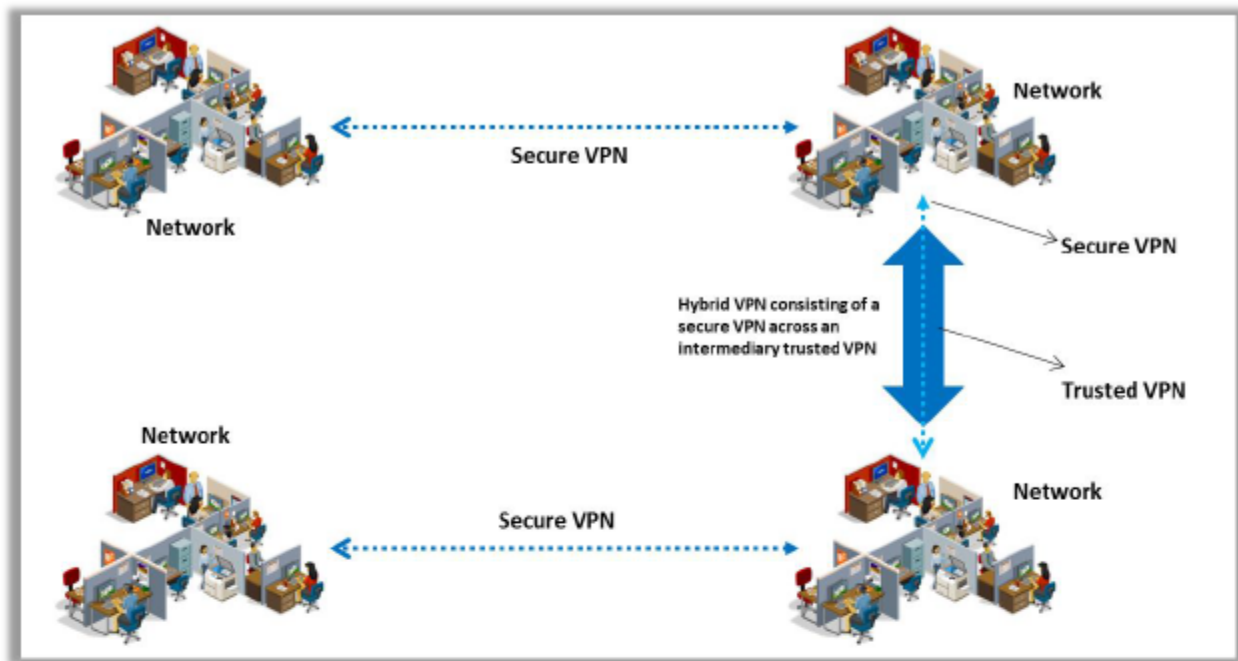 Network
Secure VPN
Network
Secure VPN
Hybrid VPN consisting of a
secure VPN across an
intermediary trusted VPN
Trusted VPN
Network
Network
Secure VPN